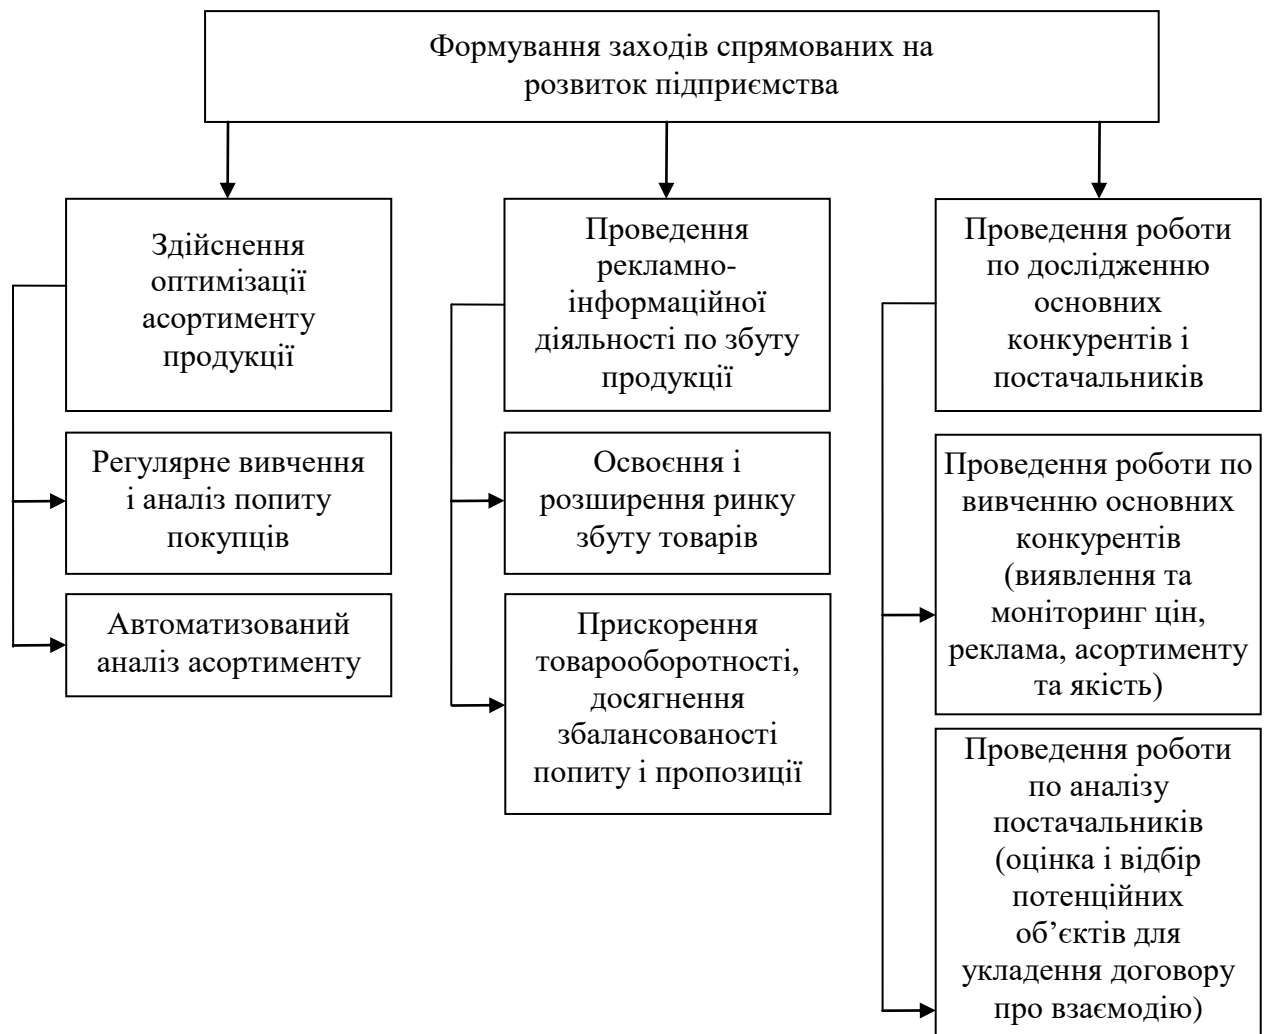 Формування заходів спрямованих на
розвиток підприємства
Здійснення
оптимізації
асортименту
продукції
Регулярне вивчення
і аналіз попиту
покупців
Автоматизований
аналіз асортименту
Проведення
рекламно-
інформаційної
діяльності по збуту
продукції
Освоєння і
розширення ринку
збуту товарів
Прискорення
товарооборотності,
досягнення
збалансованості
попиту і пропозиції
Проведення роботи
по дослідженню
основних
конкурентів і
постачальників
Проведення роботи по
вивченню основних
конкурентів
(виявлення та
моніторинг цін,
реклама, асортименту
та якість)
Проведення роботи
по аналізу
постачальників
(оцінка і відбір
потенційних
об’єктів для
укладення договору
про взаємодію)